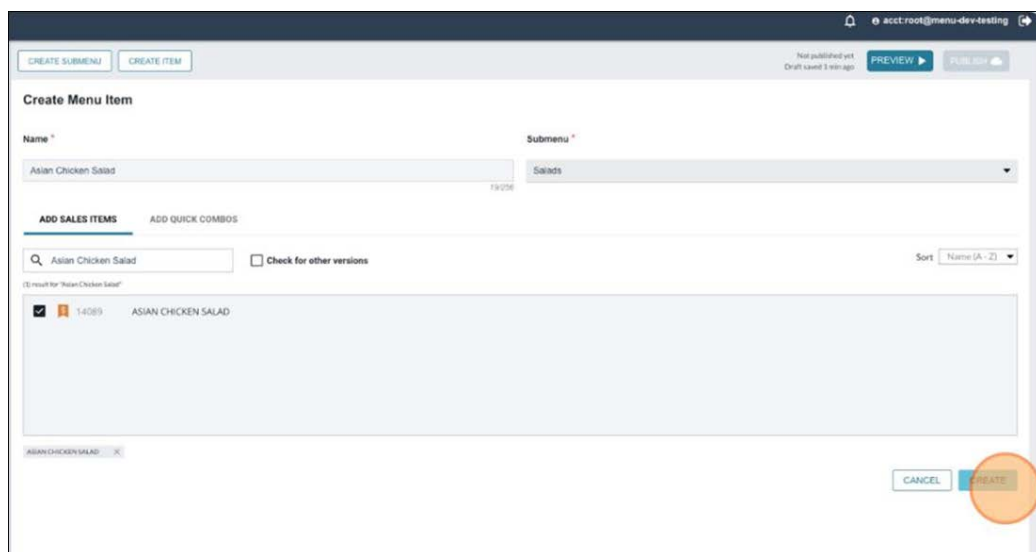 acct:root@menu-dev-testing
CREATE SUBMENU CREATE ITEM
Not published yet
Draft saved 1 min ago
PREVIEW PUBLISH
Create Menu Item
Name * Submenu *
Asian Chicken Salad Salads
19/256
ADD SALES ITEMS ADD QUICK COMBOS
Asian Chicken Salad Check for other versions Sort Name (A - Z)
(1) result for "Asian Chicken Salad"
14089 ASIAN CHICKEN SALAD
ASIAN CHICKEN SALAD X
CANCEL CREATE